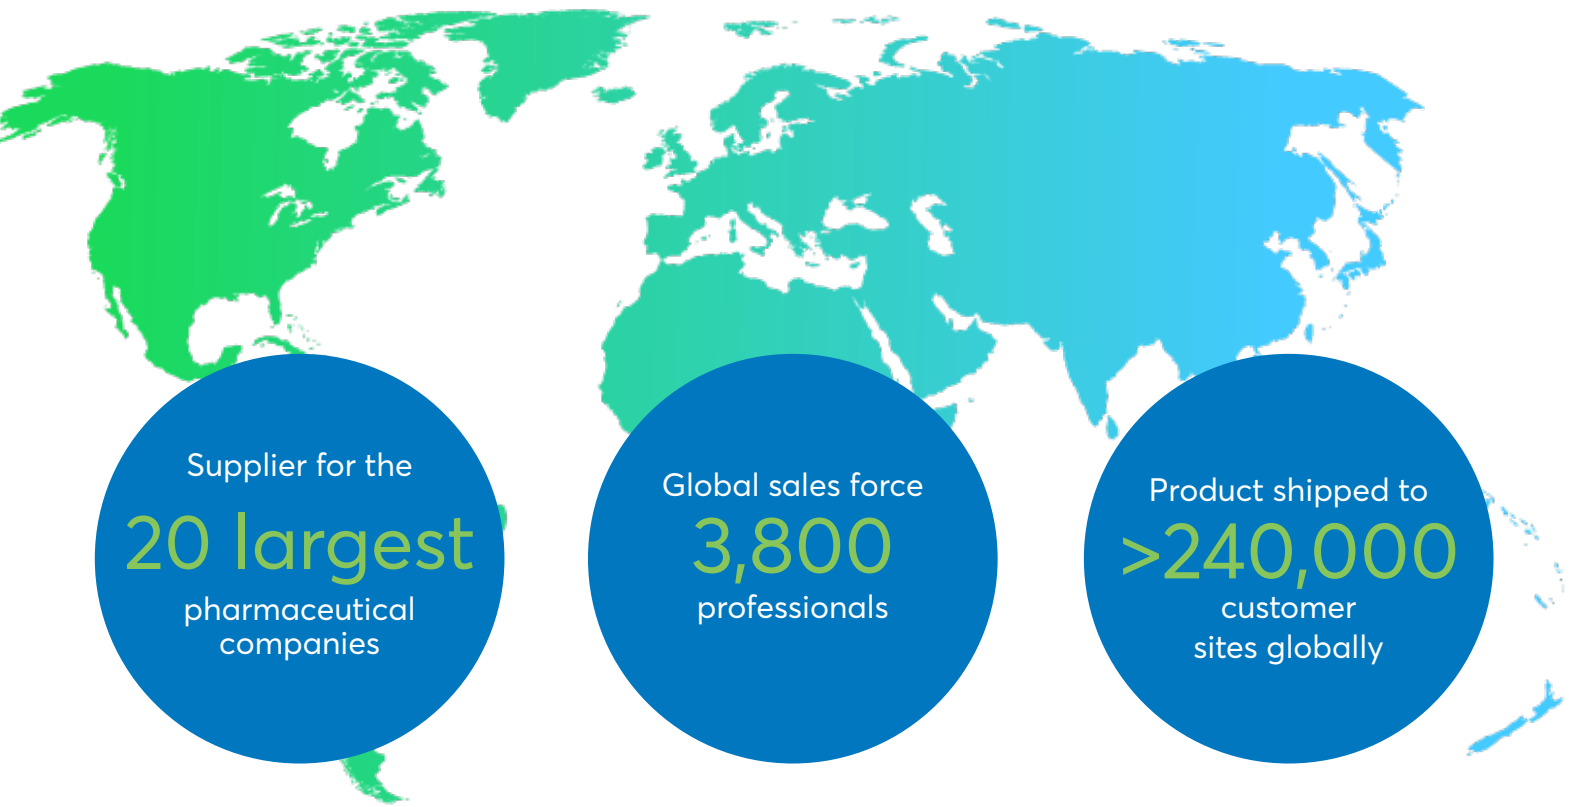 Supplier for the
20 largest
pharmaceutical
companies
Global sales force
3,800
professionals
Product shipped to
>240,000
customer
sites globally